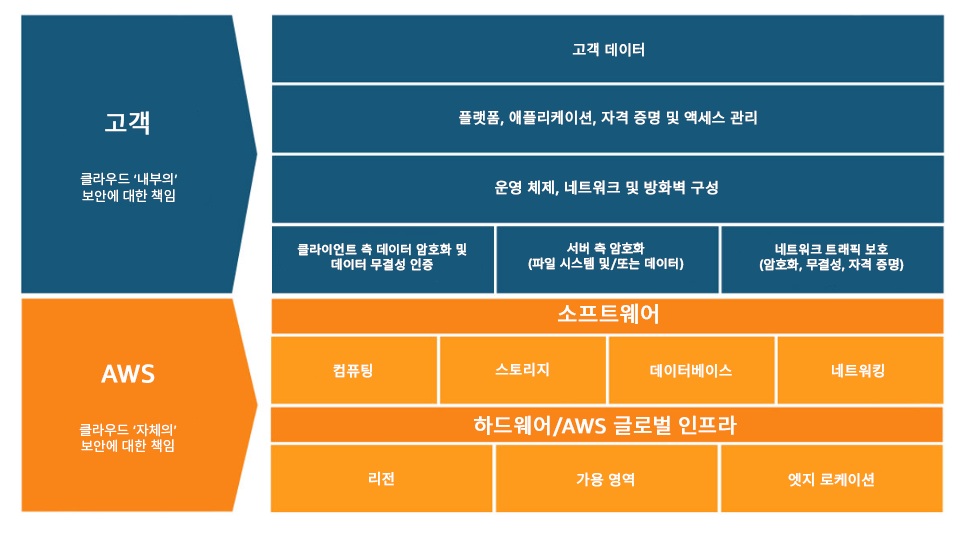 고객
클라우드 ‘내부의’
보안에 대한 책임
고객 데이터
플랫폼, 애플리케이션, 자격 증명 및 액세스 관리
운영 체제, 네트워크 및 방화벽 구성
클라이언트 측 데이터 암호화 및
데이터 무결성 인증
서버 측 암호화
(파일 시스템 및/또는 데이터)
네트워크 트래픽 보호
(암호화, 무결성, 자격 증명)
AWS
클라우드 ‘자체의’
보안에 대한 책임
소프트웨어
컴퓨팅
스토리지
데이터베이스
네트워킹
하드웨어/AWS 글로벌 인프라
리전
가용 영역
엣지 로케이션